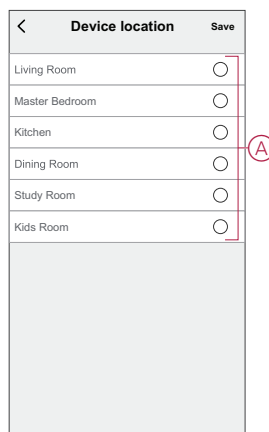 Device location Save
Living Room
Master Bedroom
Kitchen
Dining Room
Study Room
Kids Room
A